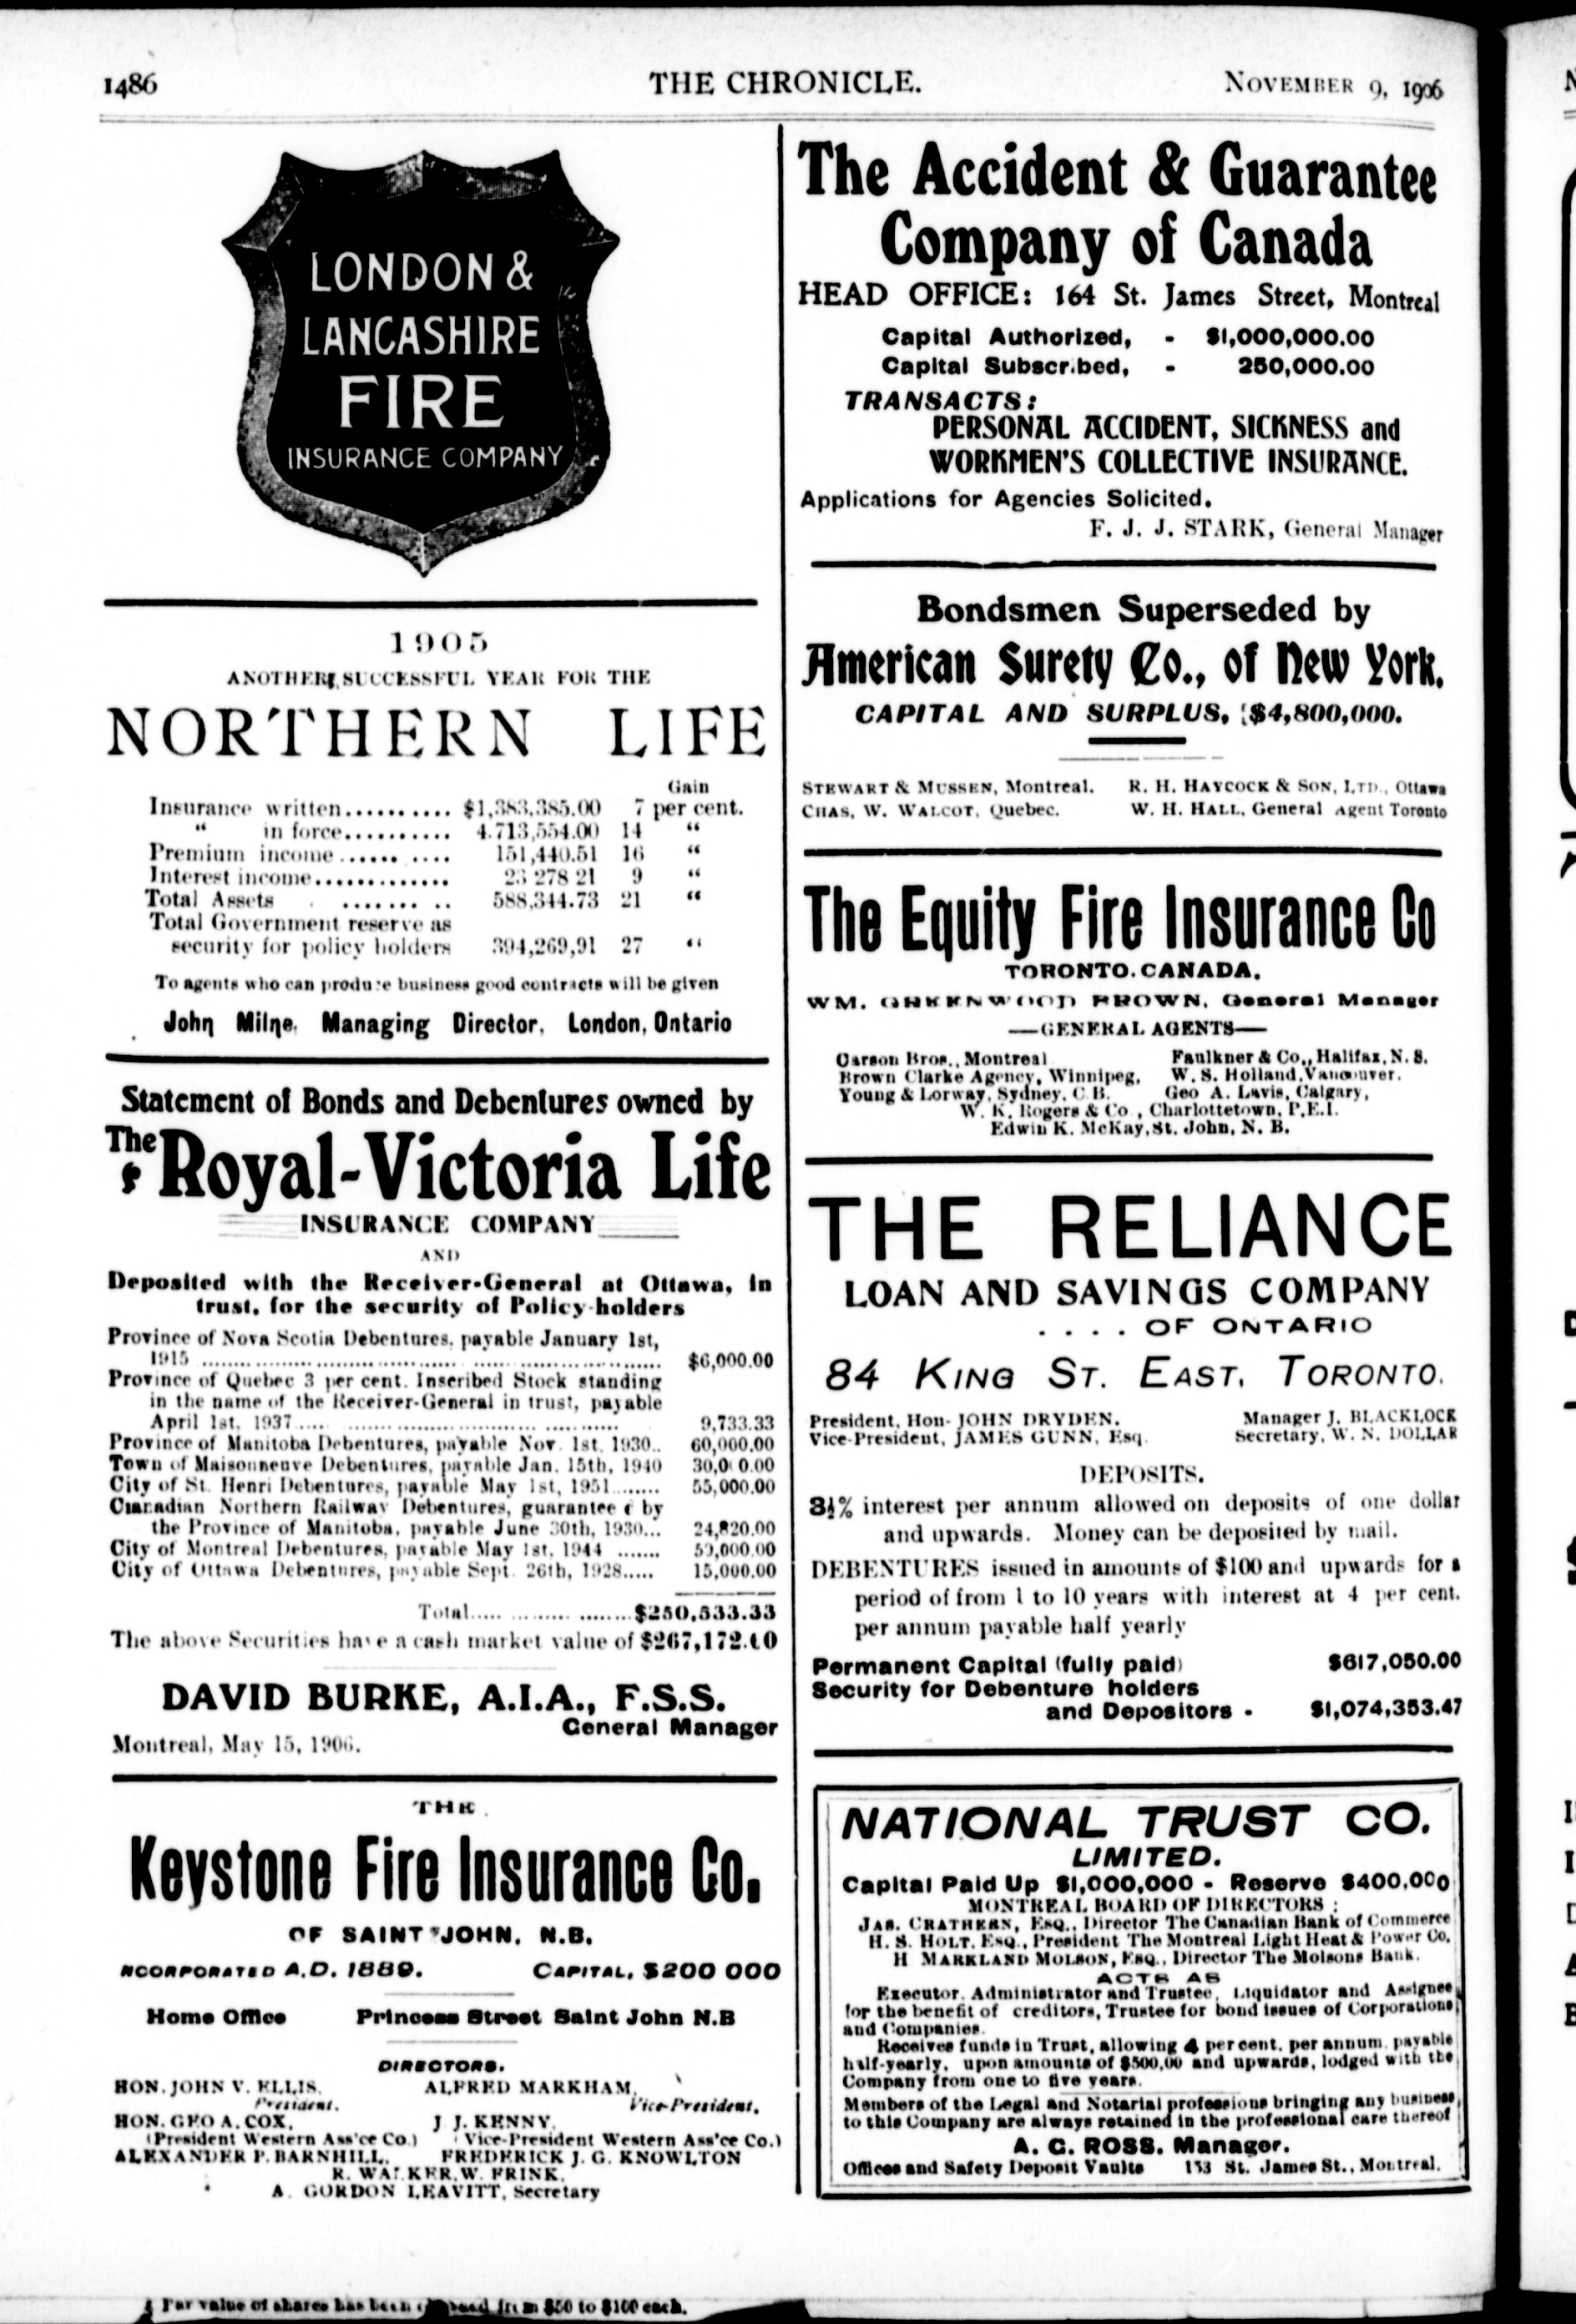 1486
THE CHRONICLE.
NOVEMBER 9, 1906
LONDON &
LANCASHIRE
FIRE
INSURANCE COMPANY
1905
ANOTHER SUCCESSFUL YEAR FOR THE
NORTHERN LIFE
Gain
Insurance written........... $1,383,385.00 7 per cent.
“ in force.......... 4.713,554.00 14 “
Premium income...... .... 151,440.51 16 “
Interest income............. 23 278 21 9 “
Total Assets ....... .. 588,344.73 21 “
Total Government reserve as
security for policy holders 394,269,91 27 “
To agents who can produce business good contracts will be given
John Milne, Managing Director, London, Ontario
Statement of Bonds and Debentures owned by
The Royal-Victoria Life
INSURANCE COMPANY
AND
Deposited with the Receiver-General at Ottawa, in
trust, for the security of Policy-holders
Province of Nova Scotia Debentures, payable January 1st,
1915 ........ $6,000.00
Province of Quebec 3 per cent. Inscribed Stock standing
in the name of the Receiver-General in trust, payable
April 1st, 1937..... 9,733.33
Province of Manitoba Debentures, payable Nov. 1st, 1930.. 60,000.00
Town of Maisonneuve Debentures, payable Jan. 15th, 1940 30,0 0.00
City of St. Henri Debentures, payable May 1st, 1951........ 55,000.00
Canadian Northern Railway Debentures, guarantee by
the Province of Manitoba, payable June 30th, 1930... 24,820.00
City of Montreal Debentures, payable May 1st, 1944 ....... 50,000.00
City of Ottawa Debentures, payable Sept. 26th, 1928..... 15,000.00
Total..... ......... ........$250,533.33
The above Securities have a cash market value of $267,172.60
DAVID BURKE, A.I.A., F.S.S.
General Manager
Montreal, May 15, 1906.
THE
Keystone Fire Insurance Co.
OF SAINT JOHN, N.B.
NCORPORATED A.D. 1889. CAPITAL, $200 000
Home Office Princess Street Saint John N.B
DIRECTORS.
HON. JOHN V. ELLIS, ALFRED MARKHAM,
President. Vice-President.
HON. GEO A. COX, J J. KENNY,
(President Western Ass'ce Co.) (Vice-President Western Ass'ce Co.)
ALEXANDER P. BARNHILL, FREDERICK J. G. KNOWLTON
R. WALKER.W. FRINK,
A. GORDON LEAVITT, Secretary
The Accident & Guarantee
Company of Canada
HEAD OFFICE: 164 St. James Street, Montreal
Capital Authorized, - $1,000,000.00
Capital Subscribed, - 250,000.00
TRANSACTS:
PERSONAL ACCIDENT, SICKNESS and
WORKMEN'S COLLECTIVE INSURANCE.
Applications for Agencies Solicited.
F. J. J. STARK, General Manager
Bondsmen Superseded by
American Surety Co., of New York.
CAPITAL AND SURPLUS, $4,800,000.
STEWART & MUSSEN, Montreal. R. H. HAYCOCK & SON, LTD., Ottawa
CHAS, W. WALCOT, Quebec. W. H. HALL, General Agent Toronto
The Equity Fire Insurance Co
TORONTO. CANADA.
WM. GREENWOOD BROWN, General Manager
—GENERAL AGENTS—
Carson Bros., Montreal Faulkner & Co., Halifax, N. S.
Brown Clarke Agency, Winnipeg, W. S. Holland, Vancouver.
Young & Lorway, Sydney, C. B. Geo A. Lavis, Calgary,
W. K. Rogers & Co , Charlottetown, P.E.I.
Edwin K. McKay, St. John, N. B.
THE RELIANCE
LOAN AND SAVINGS COMPANY
. . . . OF ONTARIO
84 KING ST. EAST, TORONTO.
President, Hon- JOHN DRYDEN. Manager J. BLACKLOCK
Vice-President, JAMES GUNN, Esq. Secretary, W. N. DOLLAR
DEPOSITS.
3½% interest per annum allowed on deposits of one dollar
and upwards. Money can be deposited by mail.
DEBENTURES issued in amounts of $100 and upwards for a
period of from 1 to 10 years with interest at 4 per cent.
per annum payable half yearly
Permanent Capital (fully paid) $617,050.00
Security for Debenture holders
and Depositors - $1,074,353.47
NATIONAL TRUST CO.
LIMITED.
Capital Paid Up $1,000,000 - Reserve $400,000
MONTREAL BOARD OF DIRECTORS :
JAS. CRATHERN, ESQ., Director The Canadian Bank of Commerce
H. S. HOLT, ESQ., President The Montreal Light Heat & Power Co.
H MARKLAND MOLSON, ESQ., Director The Molsons Bank.
ACTS AS
Executor, Administrator and Trustee, Liquidator and Assignee
for the benefit of creditors, Trustee for bond issues of Corporations
and Companies.
Receives funds in Trust, allowing 4 per cent. per annum, payable
half-yearly, upon amounts of $500,00 and upwards, lodged with the
Company from one to five years.
Members of the Legal and Notarial professions bringing any business,
to this Company are always retained in the professional care thereof
A. G. ROSS. Manager.
Offices and Safety Deposit Vaults 153 St. James St., Montreal.
Par value of shares has been from $50 to $100 each.